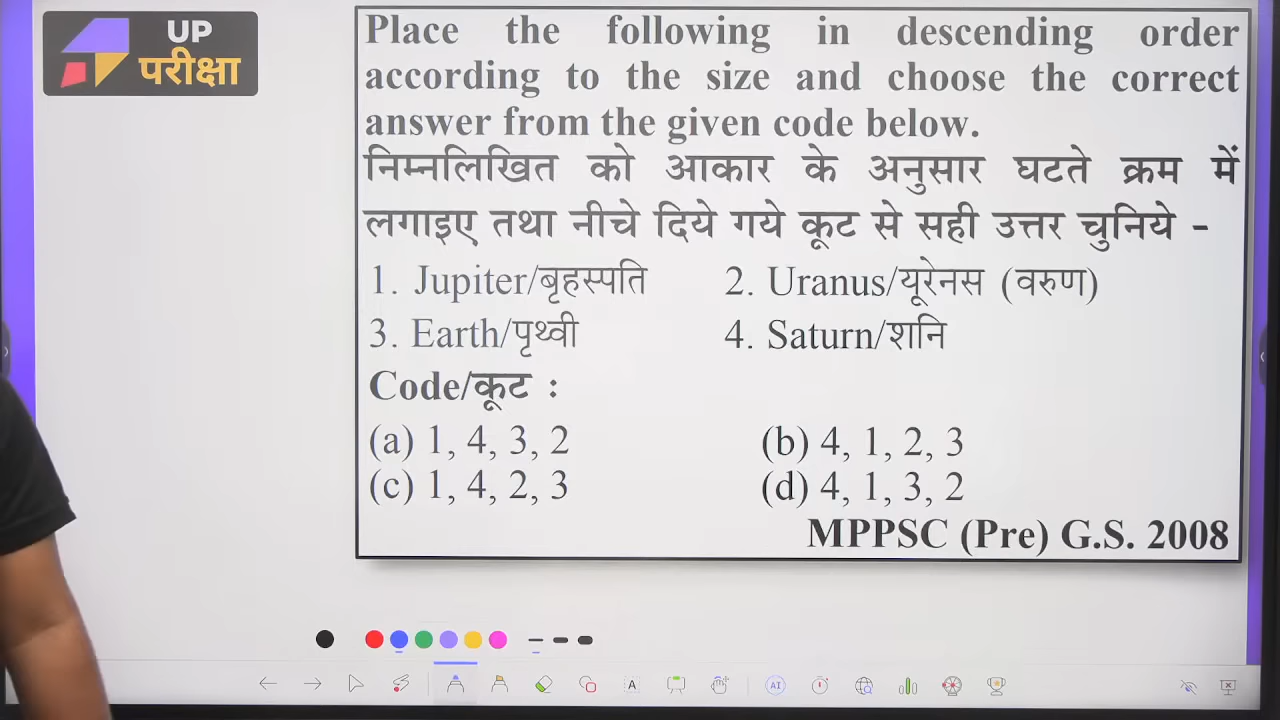 UP
परीक्षा
Place the following in descending order
according to the size and choose the correct
answer from the given code below.
निम्नलिखित को आकार के अनुसार घटते क्रम में
लगाइए तथा नीचे दिये गये कूट से सही उत्तर चुनिये -
1. Jupiter/बृहस्पति 2. Uranus/यूरेनस (वरुण)
3. Earth/पृथ्वी 4. Saturn/शनि
Code/कूट :
(a) 1, 4, 3, 2 (b) 4, 1, 2, 3
(c) 1, 4, 2, 3 (d) 4, 1, 3, 2
MPPSC (Pre) G.S. 2008
A AI